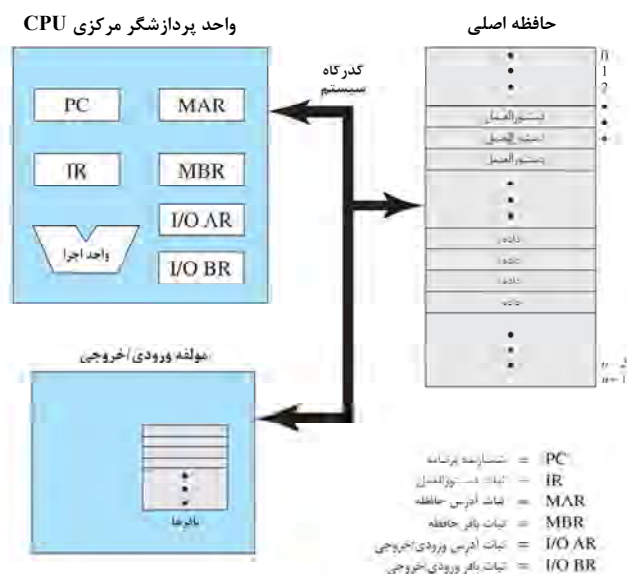 واحد پردازشگر مرکزی CPU
حافظه اصلی
گذرگاه
سیستم
PC
MAR
IR
MBR
I/O AR
I/O BR
واحد اجرا
0
1
2
دستورالعمل
دستورالعمل
دستورالعمل
داده
داده
داده
داده
n - 2
n - 1
مولفه ورودی/خروجی
بافرها
PC = شمارنده برنامه
IR = ثبات دستورالعمل
MAR = ثبات آدرس حافظه
MBR = ثبات بافر حافظه
I/O AR = ثبات آدرس ورودی/خروجی
I/O BR = ثبات بافر ورودی/خروجی